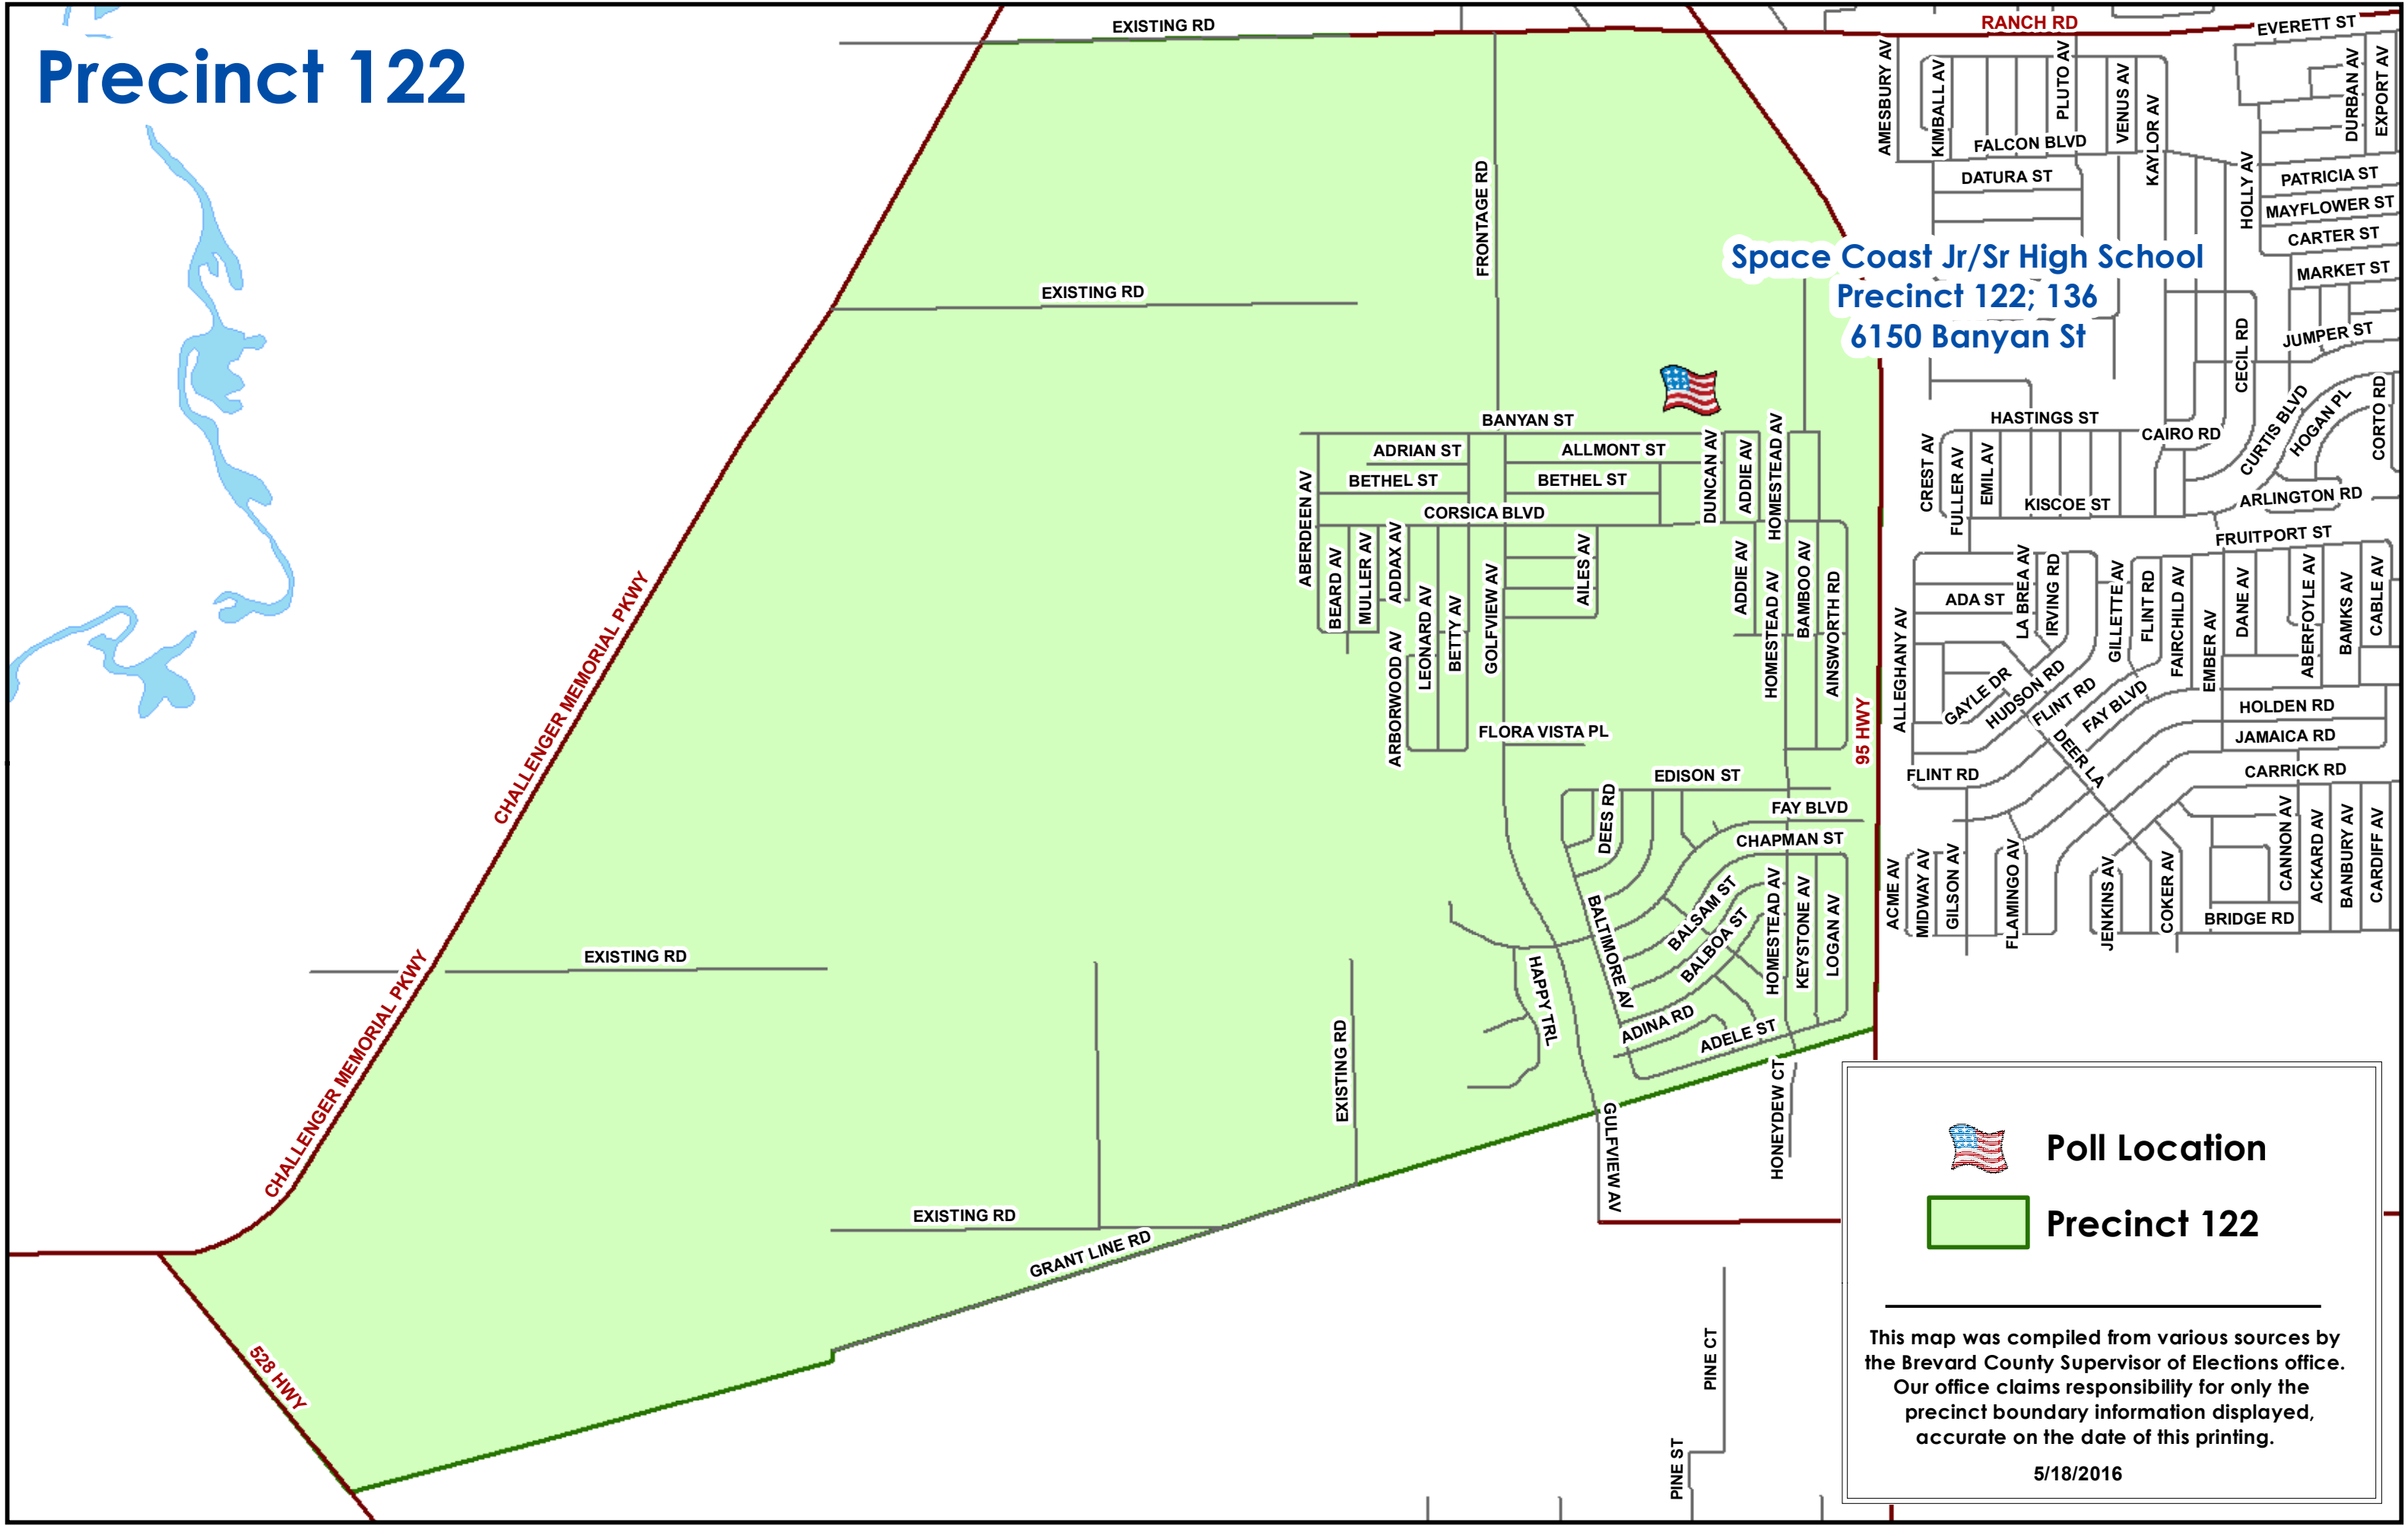 Precinct 122
EXISTING RD
RANCH RD
EVERETT ST
AMESBURY AV
KIMBALL AV
PLUTO AV
VENUS AV
KAYLOR AV
DURBAN AV
EXPORT AV
FALCON BLVD
DATURA ST
HOLLY AV
PATRICIA ST
MAYFLOWER ST
CARTER ST
MARKET ST
FRONTAGE RD
Space Coast Jr/Sr High School
Precinct 122; 136
6150 Banyan St
EXISTING RD
JUMPER ST
CECIL RD
CURTIS BLVD
HOGAN PL
CORTO RD
HASTINGS ST
CAIRO RD
BANYAN ST
ADRIAN ST
ALLMONT ST
BETHEL ST
BETHEL ST
DUNCAN AV
ADDIE AV
HOMESTEAD AV
CREST AV
FULLER AV
EMIL AV
KISCOE ST
ARLINGTON RD
CORSICA BLVD
FRUITPORT ST
ABERDEEN AV
BEARD AV
MULLER AV
ADDAX AV
LEONARD AV
BETTY AV
GOLFVIEW AV
AILES AV
ADDIE AV
HOMESTEAD AV
BAMBOO AV
AINSWORTH RD
ARBORWOOD AV
ADA ST
LA BREA AV
IRVING RD
GILLETTE AV
FLINT RD
FAIRCHILD AV
EMBER AV
DANE AV
ABERFOYLE AV
BAMKS AV
CABLE AV
ALLEGHANY AV
GAYLE DR
HUDSON RD
FLINT RD
FAY BLVD
DEER LA
HOLDEN RD
JAMAICA RD
CARRICK RD
FLINT RD
95 HWY
CHALLENGER MEMORIAL PKWY
FLORA VISTA PL
EDISON ST
DEES RD
FAY BLVD
CHAPMAN ST
BALTIMORE AV
BALSAM ST
BALBOA ST
HOMESTEAD AV
KEYSTONE AV
LOGAN AV
ACME AV
MIDWAY AV
GILSON AV
FLAMINGO AV
JENKINS AV
COKER AV
CANNON AV
ACKARD AV
BANBURY AV
CARDIFF AV
BRIDGE RD
EXISTING RD
CHALLENGER MEMORIAL PKWY
HAPPY TRL
ADINA RD
ADELE ST
EXISTING RD
HONEYDEW CT
GULFVIEW AV
EXISTING RD
GRANT LINE RD
528 HWY
PINE CT
PINE ST
Poll Location
Precinct 122
This map was compiled from various sources by
the Brevard County Supervisor of Elections office.
Our office claims responsibility for only the
precinct boundary information displayed,
accurate on the date of this printing.
5/18/2016